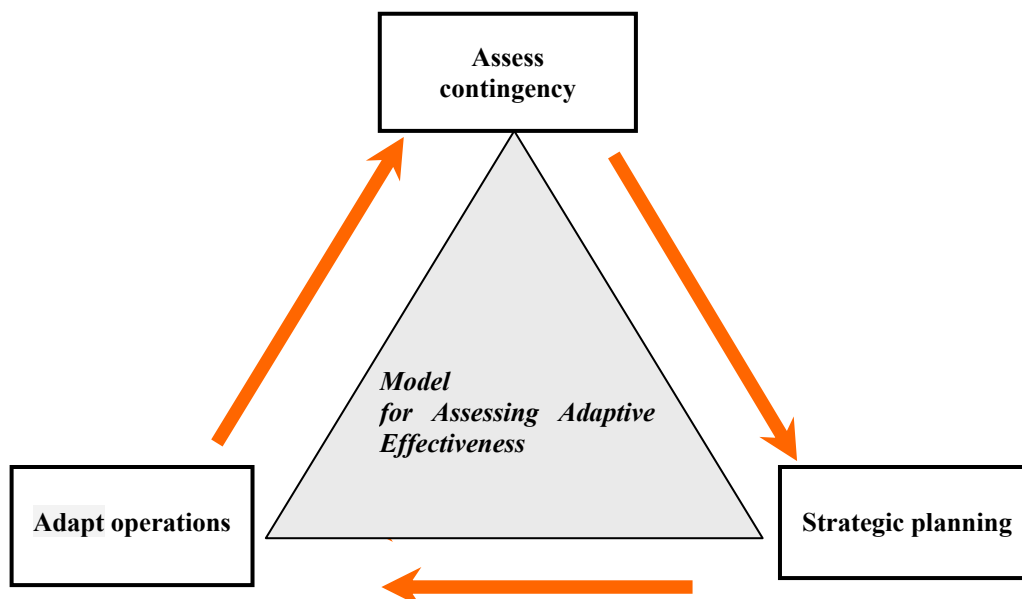 Assess
contingency
Model
for Assessing Adaptive
Effectiveness
Adapt operations
Strategic planning